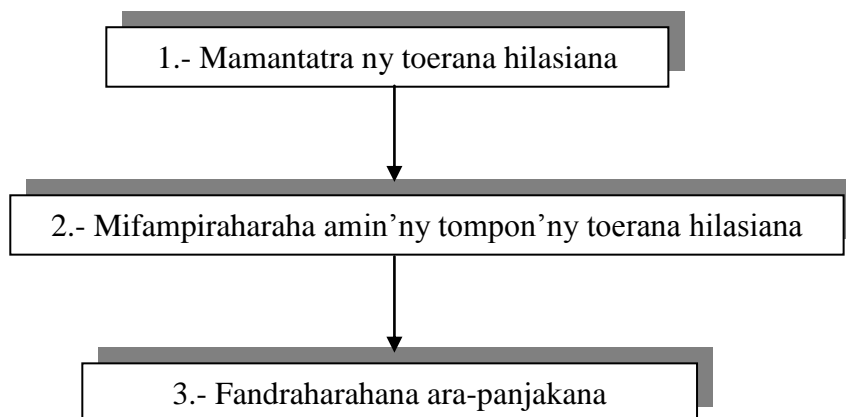 1.- Mamantatra ny toerana hilasiana
2.- Mifampiraharaha amin’ny tompon’ny toerana hilasiana
3.- Fandraharahana ara-panjakana